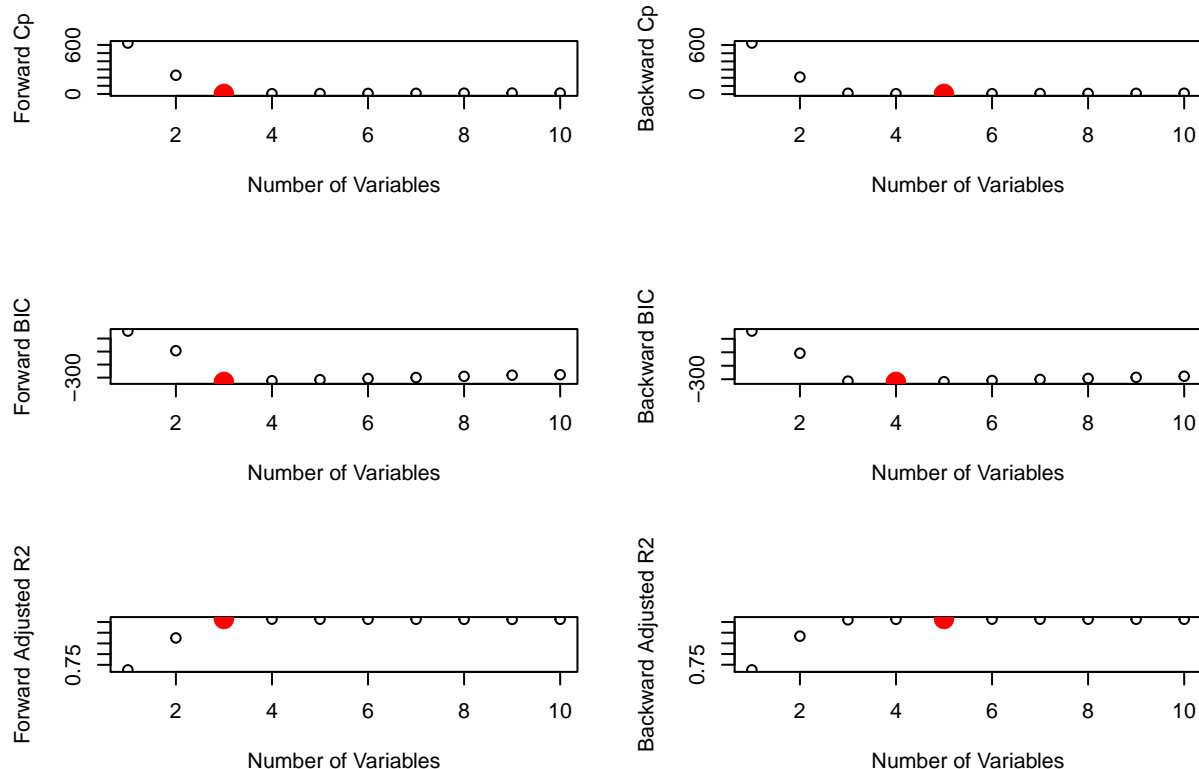 Forward Cp
600
0
2 4 6 8 10
Number of Variables
Backward Cp
600
0
2 4 6 8 10
Number of Variables
Forward BIC
−300
2 4 6 8 10
Number of Variables
Backward BIC
−300
2 4 6 8 10
Number of Variables
Forward Adjusted R2
0.75
2 4 6 8 10
Number of Variables
Backward Adjusted R2
0.75
2 4 6 8 10
Number of Variables